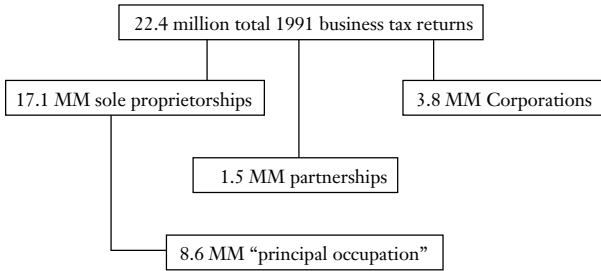 22.4 million total 1991 business tax returns
17.1 MM sole proprietorships
3.8 MM Corporations
1.5 MM partnerships
8.6 MM “principal occupation”